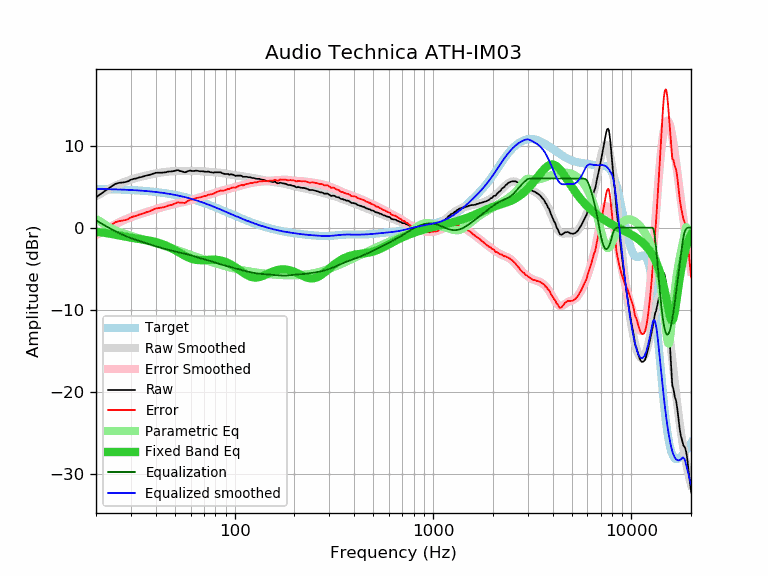 Audio Technica ATH-IM03
Amplitude (dBr)
10
0
−10
−20
−30
Target
Raw Smoothed
Error Smoothed
Raw
Error
Parametric Eq
Fixed Band Eq
Equalization
Equalized smoothed
100 1000 10000
Frequency (Hz)